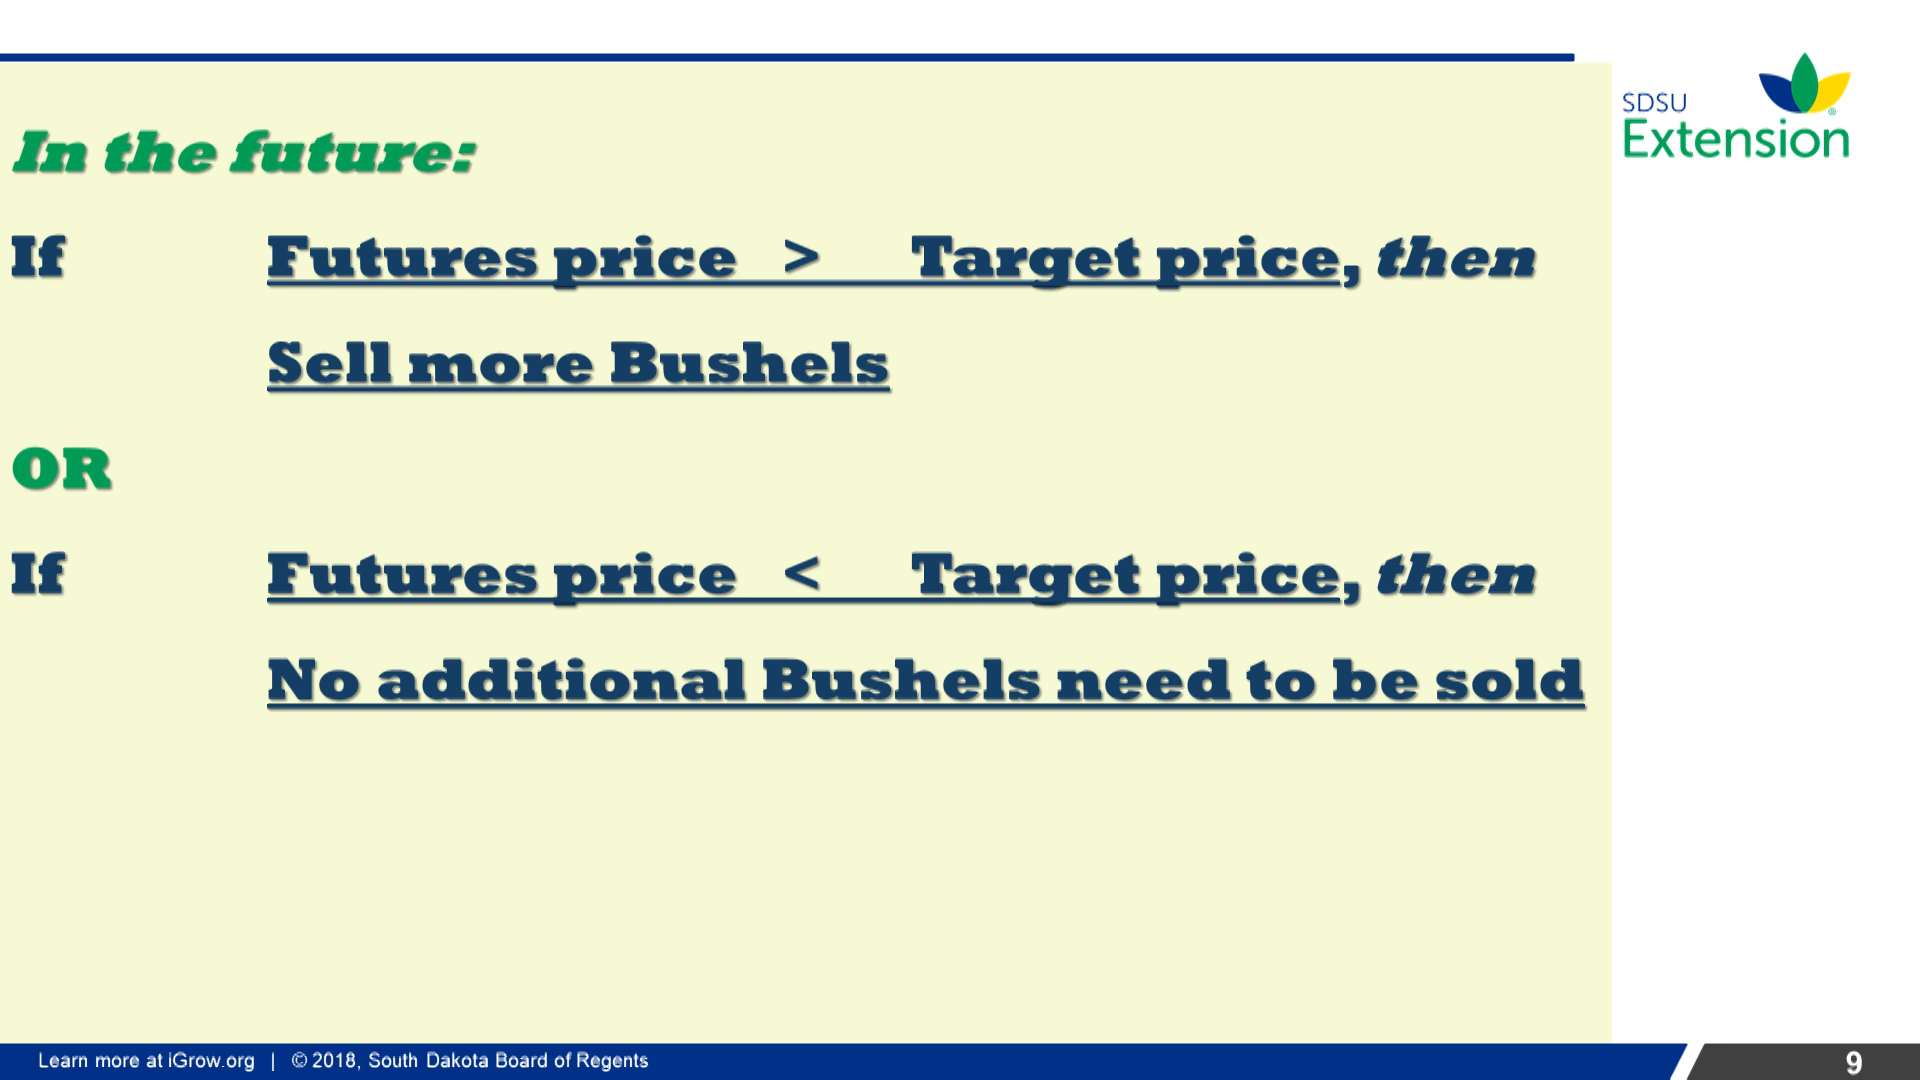 SDSU
Extension
In the future:
If Futures price > Target price, then
Sell more Bushels
OR
If Futures price < Target price, then
No additional Bushels need to be sold
Learn more at iGrow.org | © 2018, South Dakota Board of Regents
9